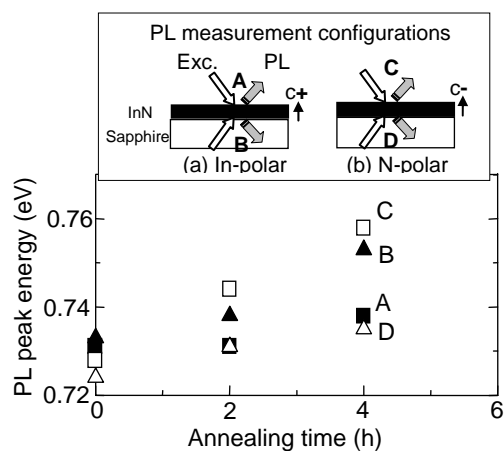 PL measurement configurations
Exc. A PL
C
c+
c-
InN
Sapphire
B
D
(a) In-polar
(b) N-polar
PL peak energy (eV)
0.76
0.74
0.72
C
B
A
D
0 2 4 6
Annealing time (h)